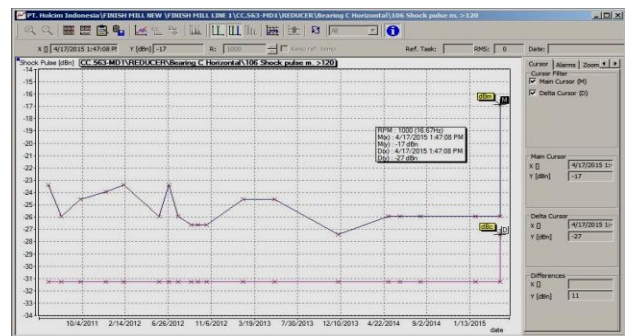 PT. Holcim Indonesia\FINISH MILL NEW \FINISH MILL LINE 1\CC.563-MD1\REDUCER\Bearing C Horizontal\106 Shock pulse m. >120
All
X [] 4/17/2015 1:47:08 PM Y [dBn] -17 R: 1000 Keep ref. temp. Ref. Task: RMS: 0 Date:
Shock Pulse [dBn] CC.563-MD1\REDUCER\Bearing C Horizontal\106 Shock pulse m. >120
Cursor Alarms Zoom
Cursor Filter
Main Cursor (M)
Delta Cursor (D)
Main Cursor
X [] 4/17/2015 1:
Y [dBn] -17
Delta Cursor
X [] 4/17/2015 1:
Y [dBn] -27
Differences
X []
Y [dBn] 11
-14
-15
-16
-17
-18
-19
-20
-21
-22
-23
-24
-25
-26
-27
-28
-29
-30
-31
-32
-33
-34
dBm M
RPM : 1000 (16.67Hz)
M(x) : 4/17/2015 1:47:08 PM
M(y) : -17 dBn
D(x) : 4/17/2015 1:47:08 PM
D(y) : -27 dBn
dBc D
10/4/2011 2/14/2012 6/26/2012 11/6/2012 3/19/2013 7/30/2013 12/10/2013 4/22/2014 9/2/2014 1/13/2015
date